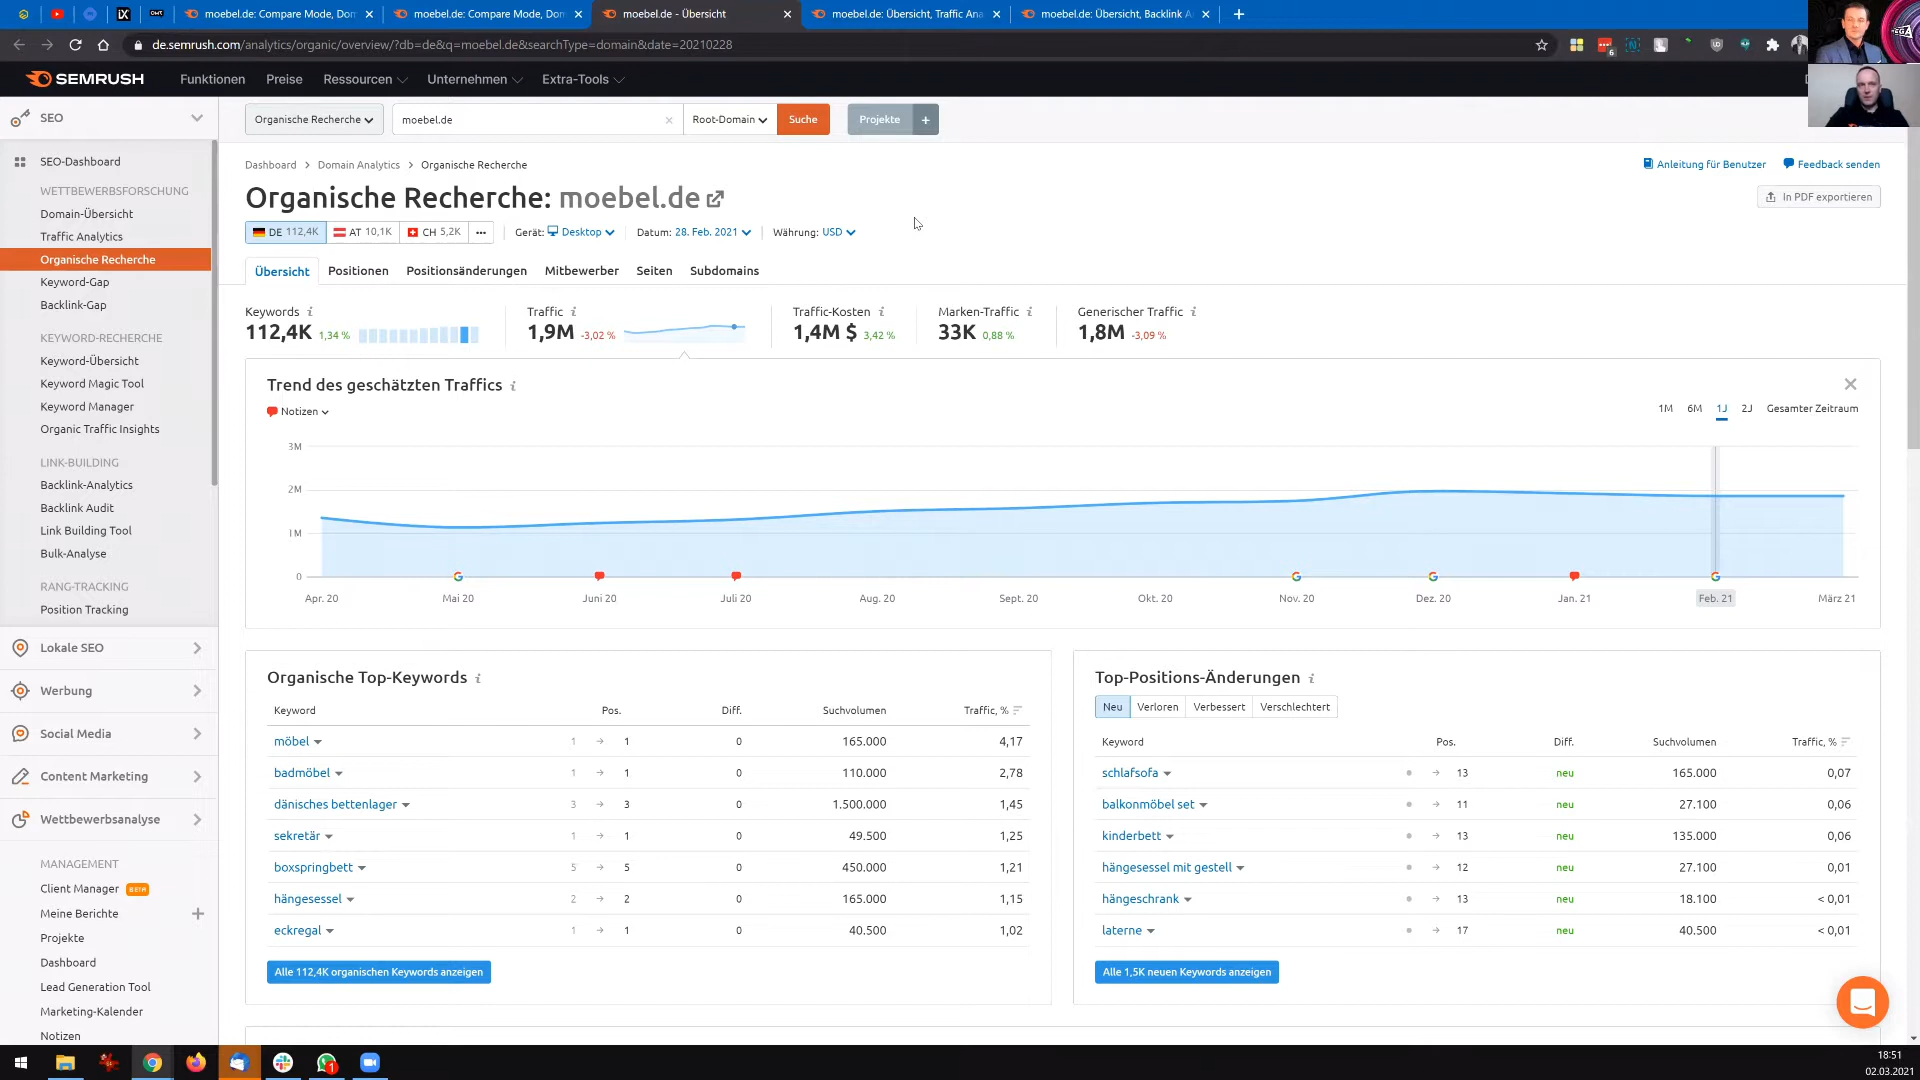 moebel.de: Compare Mode, Dom
moebel.de: Compare Mode, Dom
moebel.de - Übersicht
moebel.de: Übersicht, Traffic Ana
moebel.de: Übersicht, Backlink A
de.semrush.com/analytics/organic/overview/?db=de&q=moebel.de&searchType=domain&date=20210228
SEMRUSH
Funktionen
Preise
Ressourcen
Unternehmen
Extra-Tools
SEO
Organische Recherche
moebel.de
Root-Domain
Suche
Projekte
+
SEO-Dashboard
WETTBEWERBSFORSCHUNG
Domain-Übersicht
Traffic Analytics
Organische Recherche
Keyword-Gap
Backlink-Gap
KEYWORD-RECHERCHE
Keyword-Übersicht
Keyword Magic Tool
Keyword Manager
Organic Traffic Insights
LINK-BUILDING
Backlink-Analytics
Backlink Audit
Link Building Tool
Bulk-Analyse
RANG-TRACKING
Position Tracking
Lokale SEO
Werbung
Social Media
Content Marketing
Wettbewerbsanalyse
MANAGEMENT
Client Manager BETA
Meine Berichte +
Projekte
Dashboard
Lead Generation Tool
Marketing-Kalender
Notizen
Dashboard > Domain Analytics > Organische Recherche
Anleitung für Benutzer
Feedback senden
Organische Recherche: moebel.de
In PDF exportieren
DE 112,4K AT 10,1K CH 5,2K ... Gerät: Desktop Datum: 28. Feb. 2021 Währung: USD
Übersicht Positionen Positionsänderungen Mitbewerber Seiten Subdomains
Keywords i
112,4K 1,34 %
Traffic i
1,9M -3,02 %
Traffic-Kosten i
1,4M $ 3,42 %
Marken-Traffic i
33K 0,88 %
Generischer Traffic i
1,8M -3,09 %
Trend des geschätzten Traffics i
Notizen
1M 6M 1J 2J Gesamter Zeitraum
3M
2M
1M
0
Apr. 20 Mai 20 Juni 20 Juli 20 Aug. 20 Sept. 20 Okt. 20 Nov. 20 Dez. 20 Jan. 21 Feb. 21 März 21
Organische Top-Keywords i
Keyword Pos. Diff. Suchvolumen Traffic, %
möbel 1 → 1 0 165.000 4,17
badmöbel 1 → 1 0 110.000 2,78
dänisches bettenlager 3 → 3 0 1.500.000 1,45
sekretär 1 → 1 0 49.500 1,25
boxspringbett 5 → 5 0 450.000 1,21
hängesessel 2 → 2 0 165.000 1,15
eckregal 1 → 1 0 40.500 1,02
Alle 112,4K organischen Keywords anzeigen
Top-Positions-Änderungen i
Neu Verloren Verbessert Verschlechtert
Keyword Pos. Diff. Suchvolumen Traffic, %
schlafsofa → 13 neu 165.000 0,07
balkonmöbel set → 11 neu 27.100 0,06
kinderbett → 13 neu 135.000 0,06
hängesessel mit gestell → 12 neu 27.100 0,01
hängeschrank → 13 neu 18.100 < 0,01
laterne → 17 neu 40.500 < 0,01
Alle 1,5K neuen Keywords anzeigen
18:51
02.03.2021